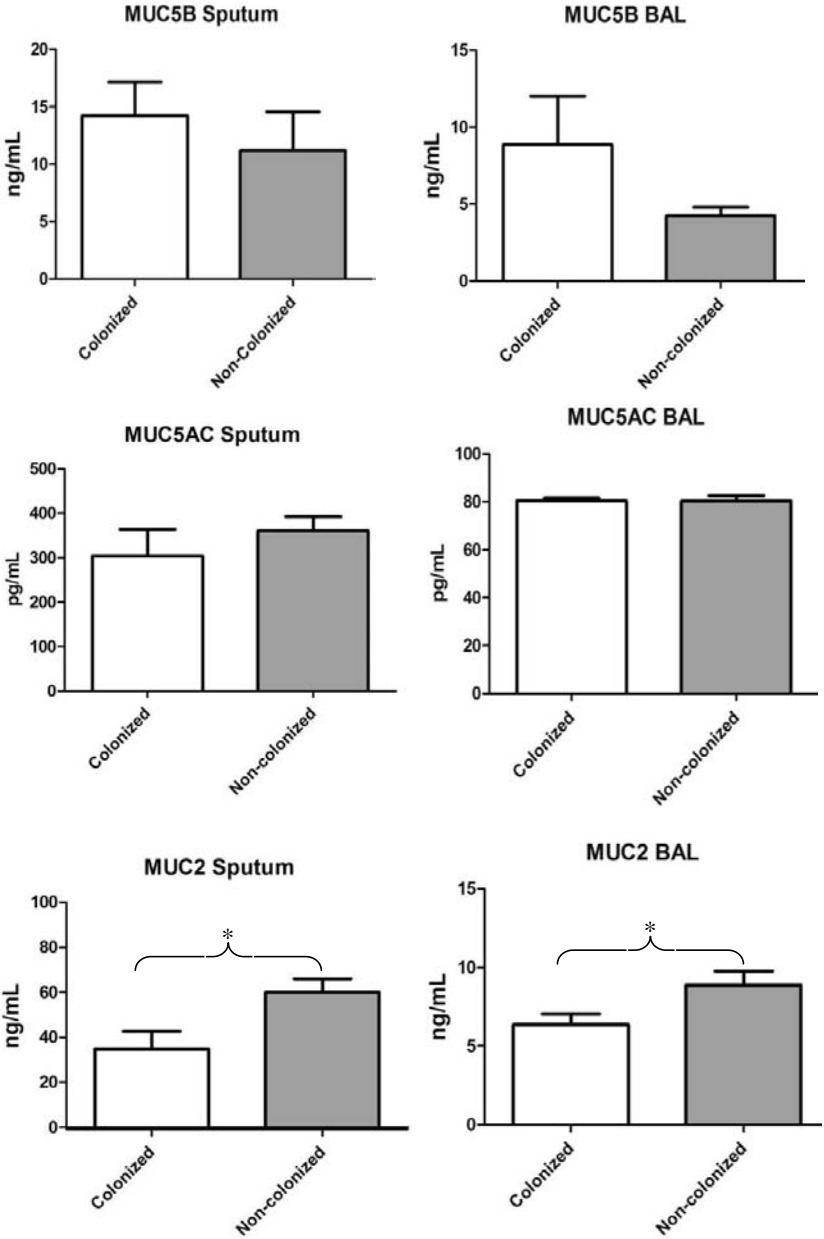 MUC5B Sputum
20
15
10
5
0
ng/mL
Colonized
Non-Colonized
MUC5B BAL
15
10
5
0
ng/mL
Colonized
Non-colonized
MUC5AC Sputum
500
400
300
200
100
0
pg/mL
Colonized
Non-colonized
MUC5AC BAL
100
80
60
40
20
0
pg/mL
Colonized
Non-colonized
MUC2 Sputum
100
80
60
40
20
0
ng/mL
*
Colonized
Non-colonized
MUC2 BAL
15
10
5
0
ng/mL
*
Colonized
Non-colonized